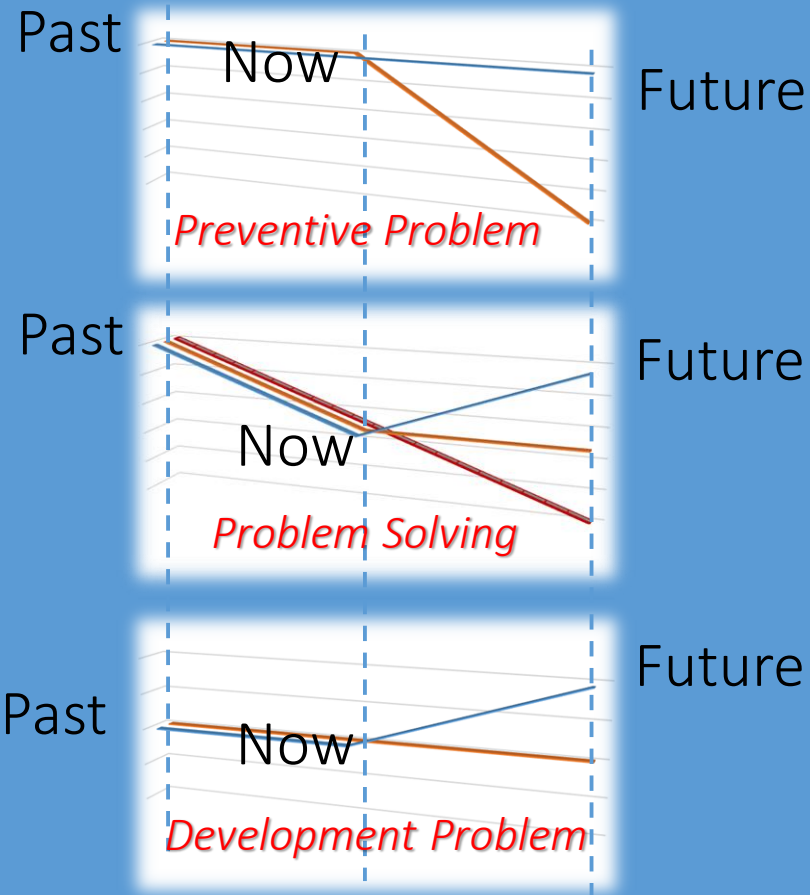 Past
Now
Future
Preventive Problem
Past
Future
Now
Problem Solving
Future
Past
Now
Development Problem